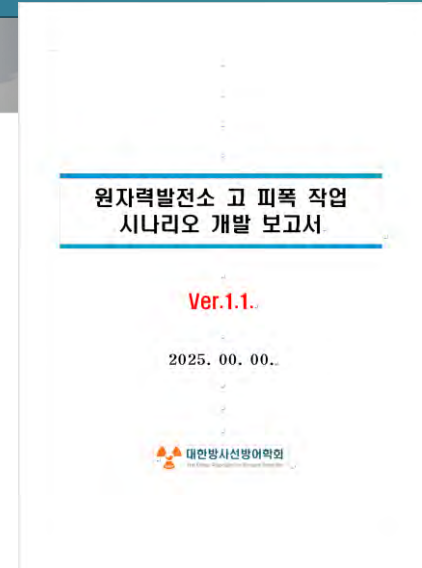 원자력발전소 고 피폭 작업
시나리오 개발 보고서
Ver.1.1.
2025. 00. 00.
대한방사선방어학회